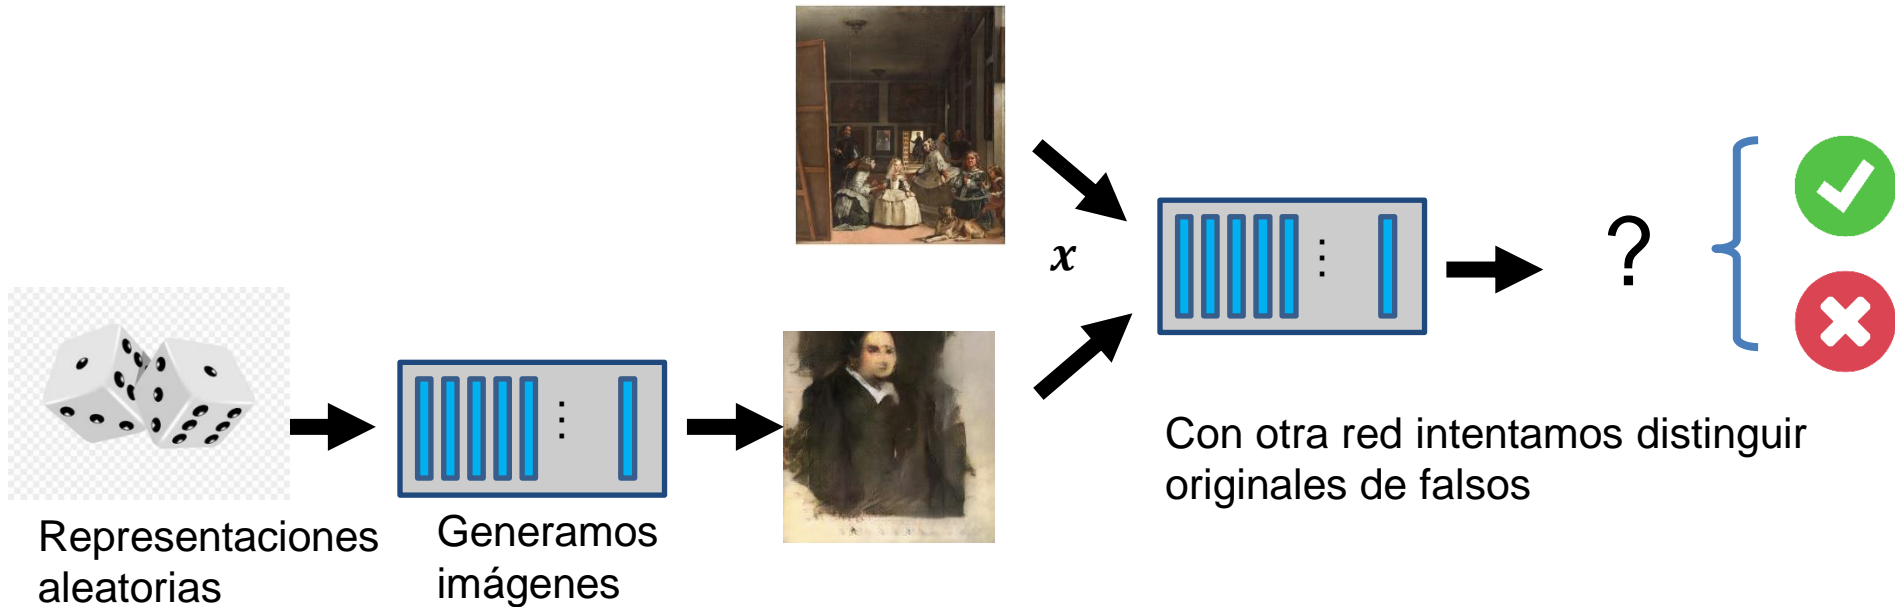 x
?
Con otra red intentamos distinguir
originales de falsos
Representaciones
aleatorias
Generamos
imágenes